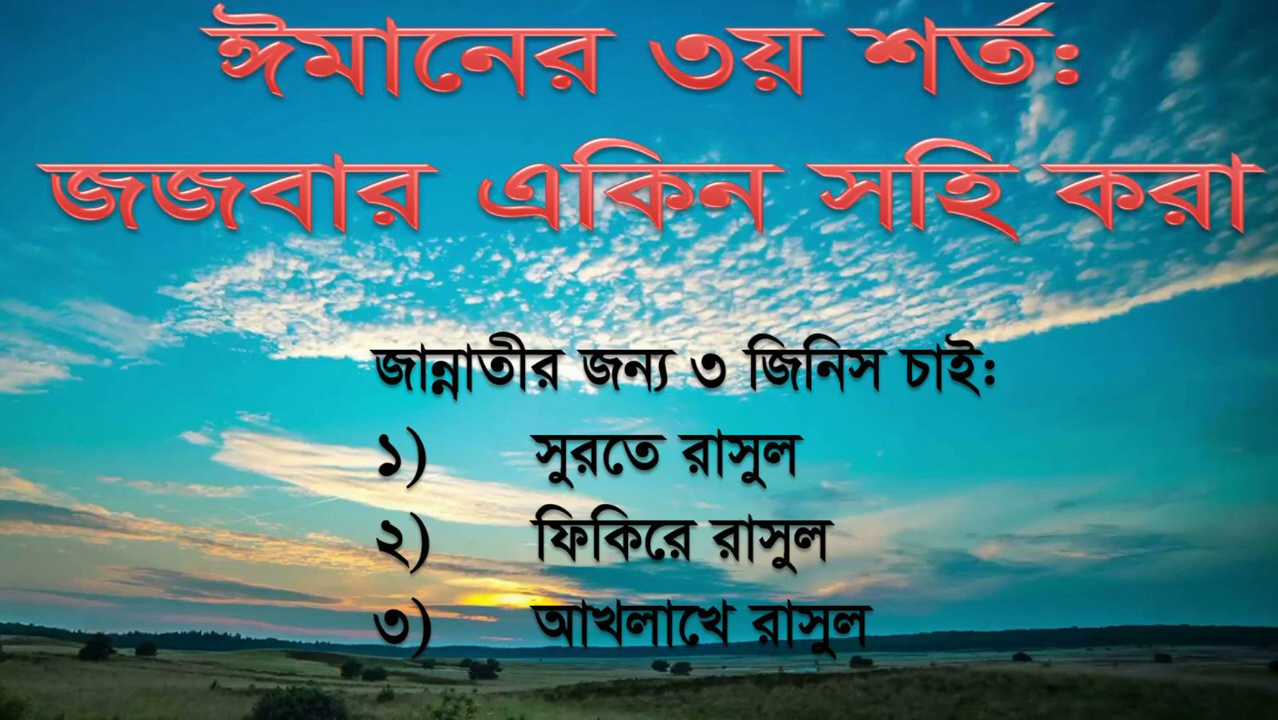 ঈমানের ৩য় শর্ত:
জজবার একিন সহি করা
জান্নাতীর জন্য ৩ জিনিস চাই:
১) সুরতে রাসুল
২) ফিকিরে রাসুল
৩) আখলাখে রাসুল